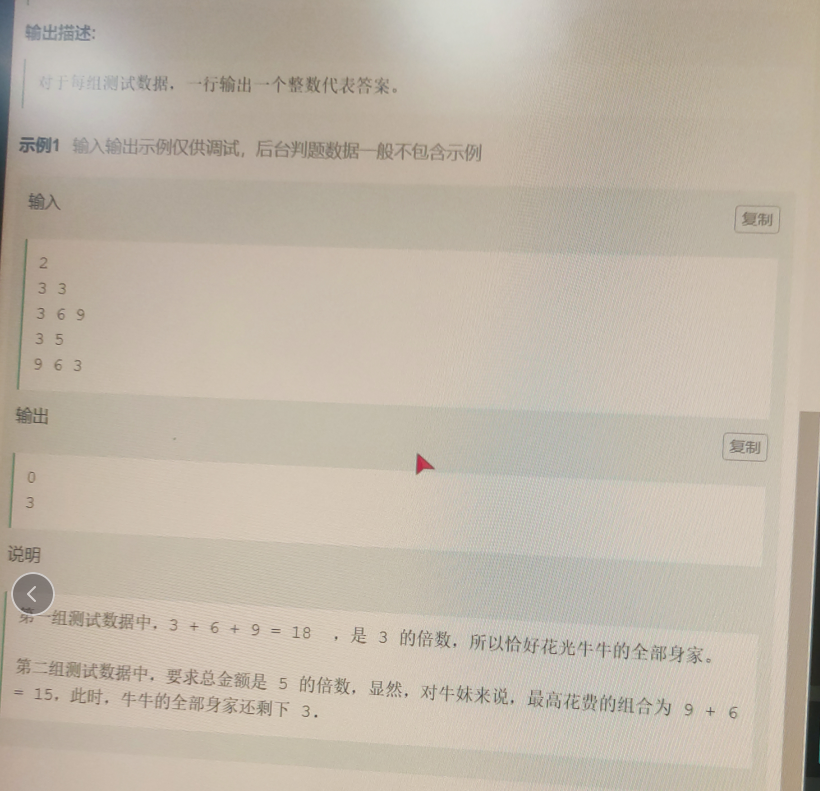 输出描述:
对于每组测试数据，一行输出一个整数代表答案。
示例1 输入输出示例仅供调试，后台判题数据一般不包含示例
输入
复制
2
3 3
3 6 9
3 5
9 6 3
输出
复制
0
3
说明
第一组测试数据中，3 + 6 + 9 = 18 ，是 3 的倍数，所以恰好花光牛牛的全部身家。
第二组测试数据中，要求总金额是 5 的倍数，显然，对牛妹来说，最高花费的组合为 9 + 6
= 15，此时，牛牛的全部身家还剩下 3.